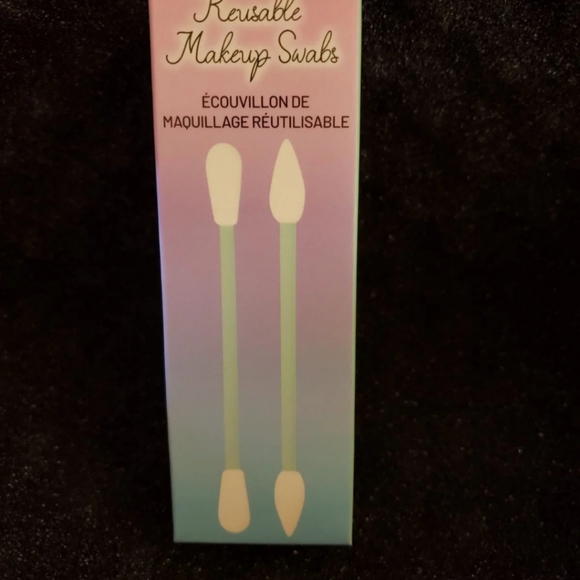 Reusable
Makeup Swabs
ÉCOUVILLON DE
MAQUILLAGE RÉUTILISABLE